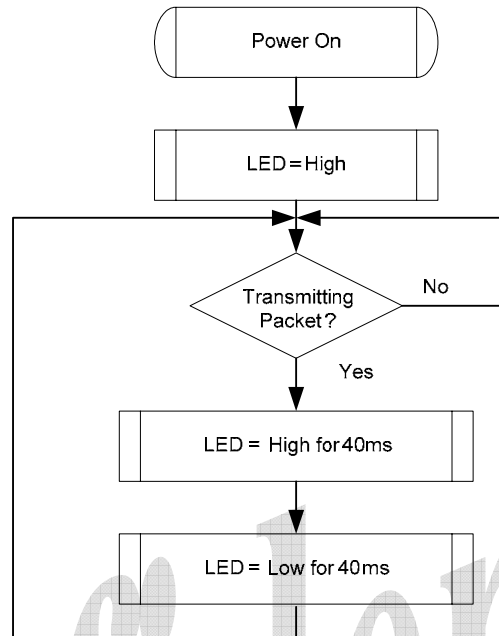 Power On
LED = High
Transmitting
Packet?
No
Yes
LED = High for 40ms
LED = Low for 40ms